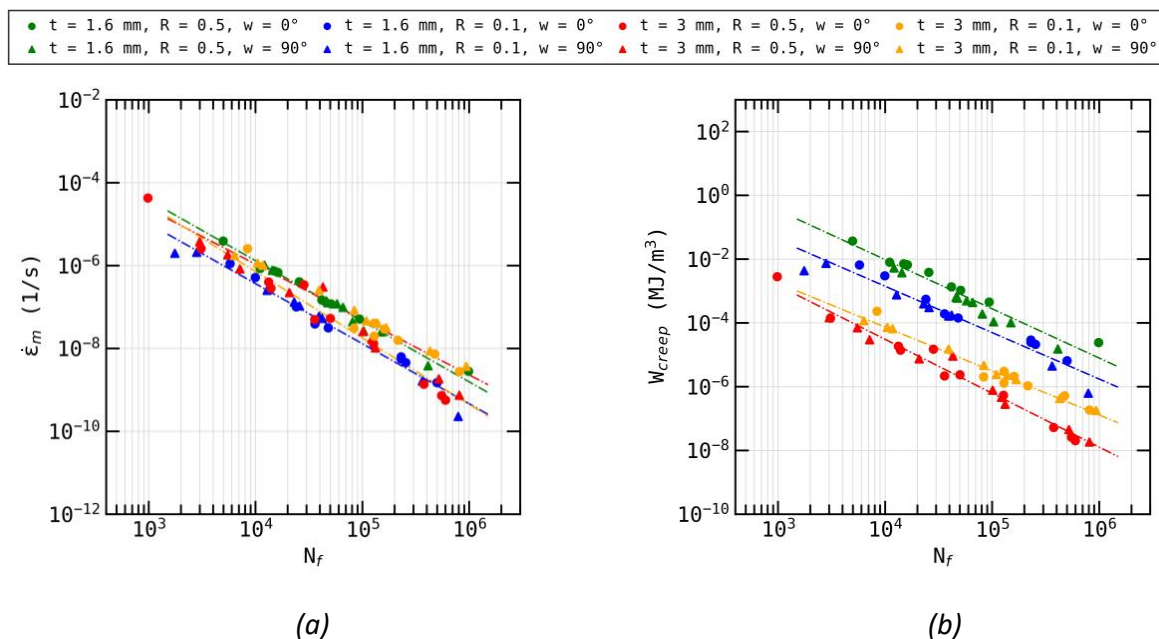 t = 1.6 mm, R = 0.5, w = 0° t = 1.6 mm, R = 0.1, w = 0° t = 3 mm, R = 0.5, w = 0° t = 3 mm, R = 0.1, w = 0°
t = 1.6 mm, R = 0.5, w = 90° t = 1.6 mm, R = 0.1, w = 90° t = 3 mm, R = 0.5, w = 90° t = 3 mm, R = 0.1, w = 90°
ε̇m (1/s)
10⁻²
10⁻⁴
10⁻⁶
10⁻⁸
10⁻¹⁰
10⁻¹²
10³ 10⁴ 10⁵ 10⁶
Nf
(a)
Wcreep (MJ/m³)
10²
10⁰
10⁻²
10⁻⁴
10⁻⁶
10⁻⁸
10⁻¹⁰
10³ 10⁴ 10⁵ 10⁶
Nf
(b)